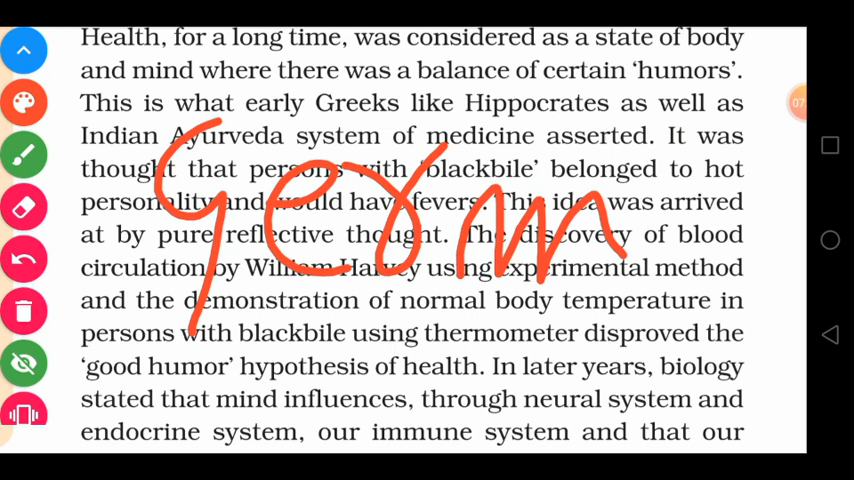 Health, for a long time, was considered as a state of body
and mind where there was a balance of certain ‘humors’.
This is what early Greeks like Hippocrates as well as
Indian Ayurveda system of medicine asserted. It was
thought that persons with ‘blackbile’ belonged to hot
personality and would have fevers. This idea was arrived
at by pure reflective thought. The discovery of blood
circulation by William Harvey using experimental method
and the demonstration of normal body temperature in
persons with blackbile using thermometer disproved the
‘good humor’ hypothesis of health. In later years, biology
stated that mind influences, through neural system and
endocrine system, our immune system and that our
germ
07: